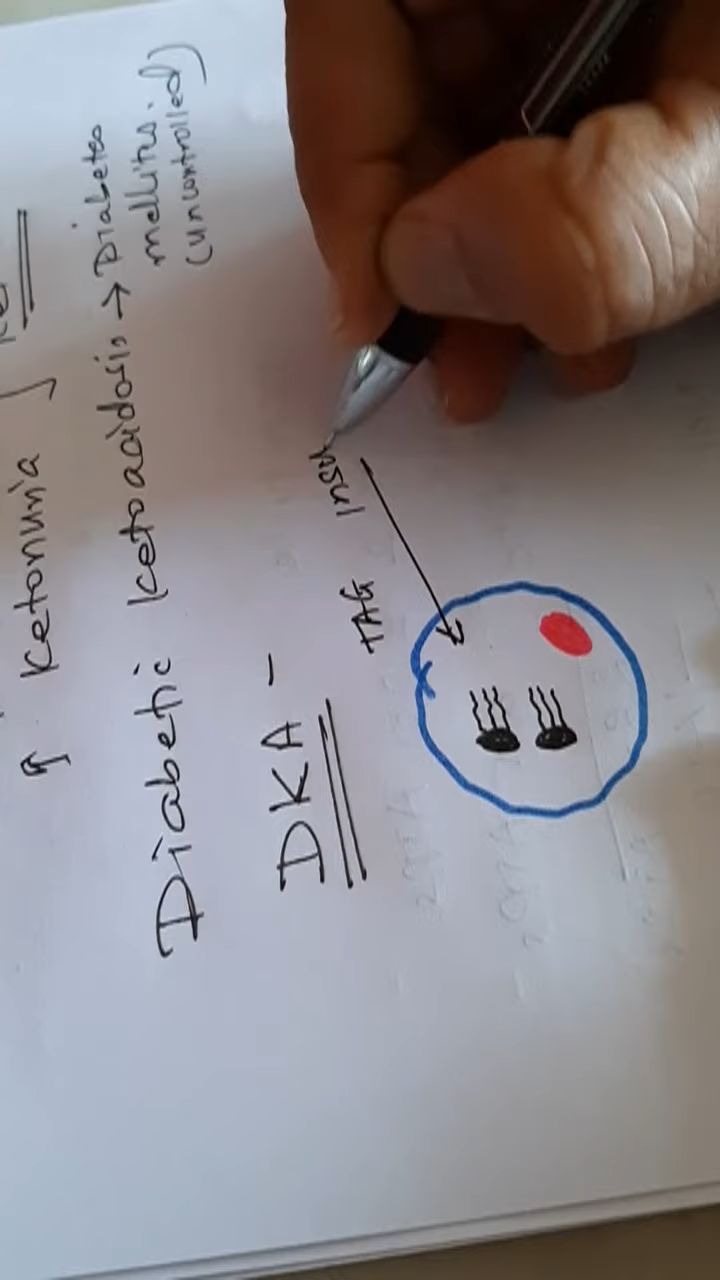 ↑ Ketonuria }
Diabetic Ketoacidosis → Diabetes
mellitus.
(uncontrolled)
DKA -
TAG Insu